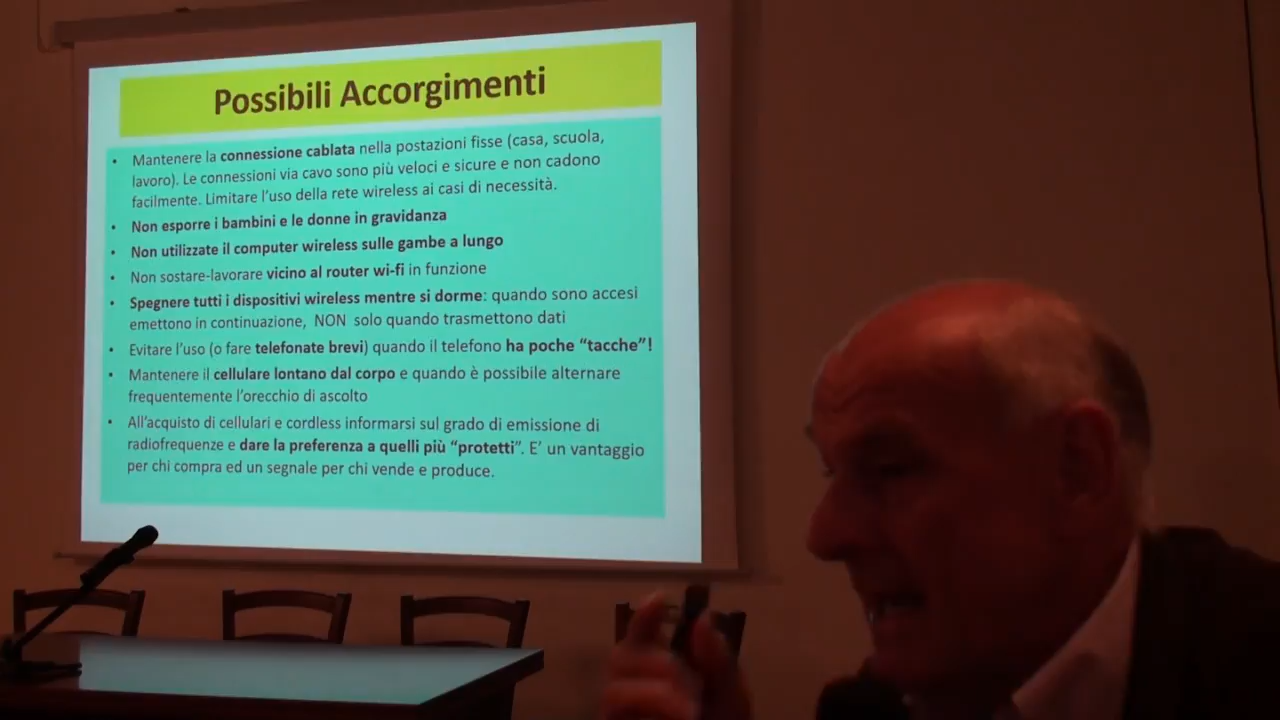 Possibili Accorgimenti
• Mantenere la connessione cablata nella postazioni fisse (casa, scuola,
lavoro). Le connessioni via cavo sono più veloci e sicure e non cadono
facilmente. Limitare l'uso della rete wireless ai casi di necessità.
• Non esporre i bambini e le donne in gravidanza
• Non utilizzate il computer wireless sulle gambe a lungo
• Non sostare-lavorare vicino al router wi-fi in funzione
• Spegnere tutti i dispositivi wireless mentre si dorme: quando sono accesi
emettono in continuazione, NON solo quando trasmettono dati
• Evitare l'uso (o fare telefonate brevi) quando il telefono ha poche “tacche”!
• Mantenere il cellulare lontano dal corpo e quando è possibile alternare
frequentemente l'orecchio di ascolto
• All'acquisto di cellulari e cordless informarsi sul grado di emissione di
radiofrequenze e dare la preferenza a quelli più “protetti”. E' un vantaggio
per chi compra ed un segnale per chi vende e produce.